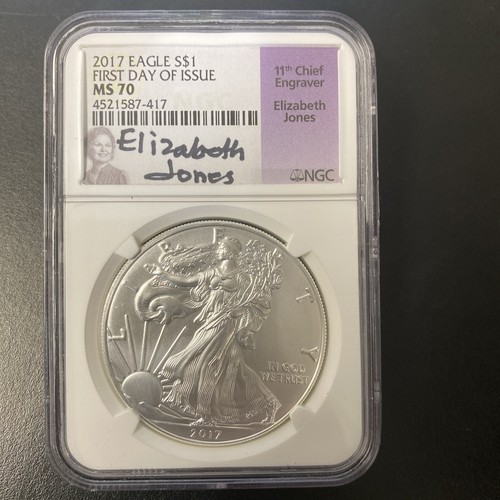 2017 EAGLE S$1
FIRST DAY OF ISSUE
MS 70
4521587-417
Elizabeth
Jones
11th Chief
Engraver
Elizabeth
Jones
NGC
L I T Y
IN GOD
WE TRUST
2017